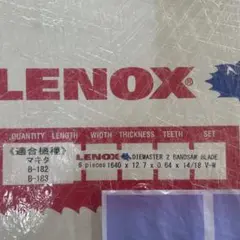 LENOX®
QUANTITY LENGTH WIDTH THICKNESS TEETH SET
《適合機種》
マキタ
B-182
B-183
LENOX DIEMASTER 2 BANDSAW BLADE
5 pieces 1640 x 12.7 x 0.64 x 14/18 V-W